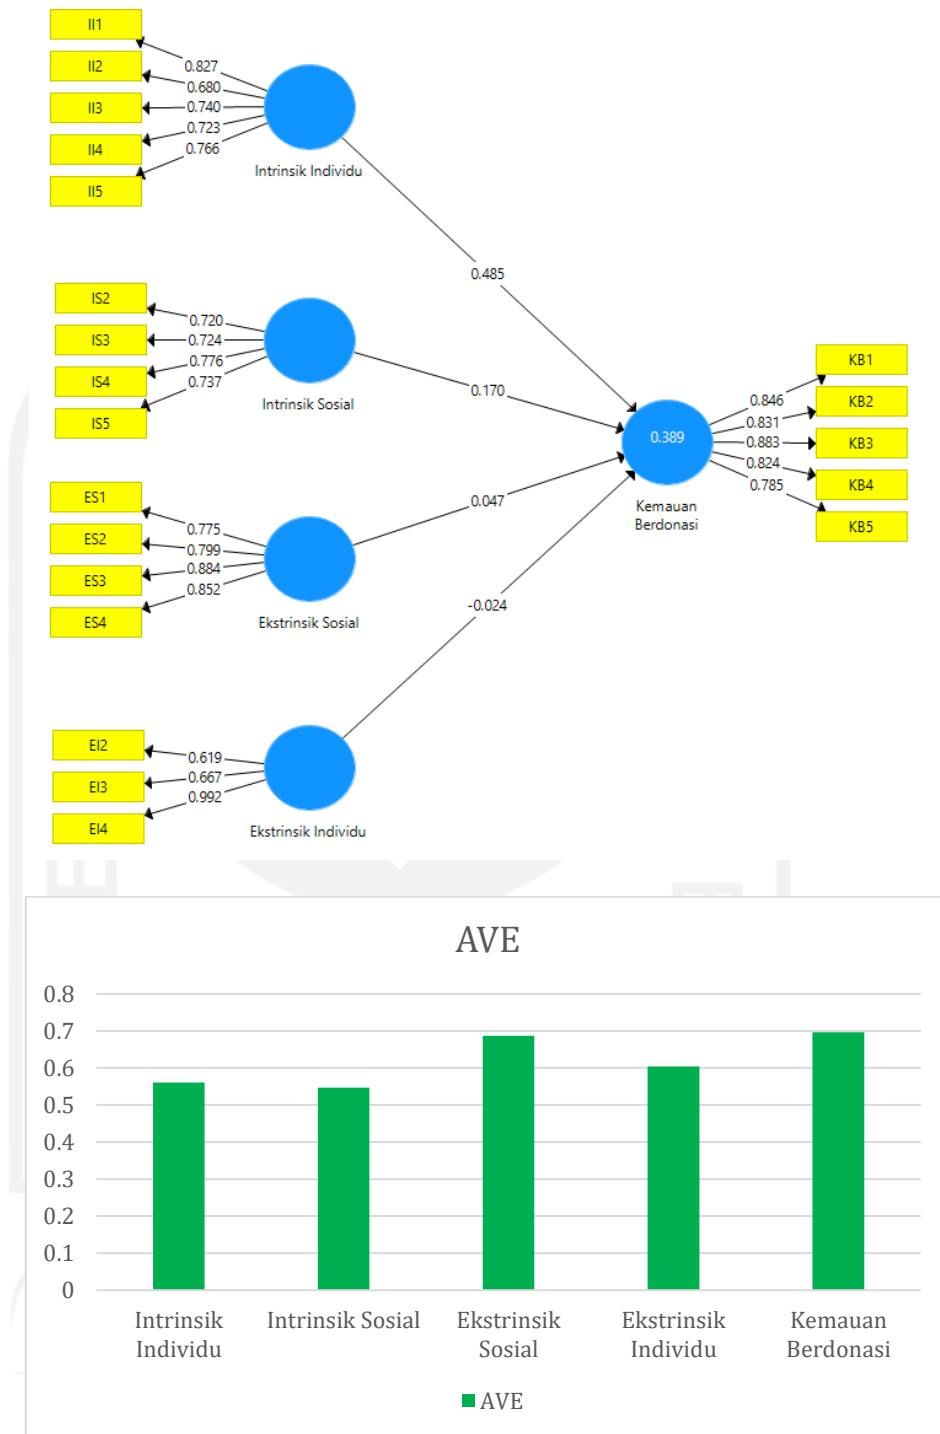 II1
0.827
II2
0.680
II3
0.740
II4
0.723
II5
0.766
Intrinsik Individu
0.485
IS2
0.720
IS3
0.724
IS4
0.776
IS5
0.737
Intrinsik Sosial
0.170
ES1
0.775
ES2
0.799
ES3
0.884
ES4
0.852
Ekstrinsik Sosial
0.047
-0.024
EI2
0.619
EI3
0.667
EI4
0.992
Ekstrinsik Individu
0.389
Kemauan
Berdonasi
KB1
0.846
KB2
0.831
KB3
0.883
KB4
0.824
KB5
0.785
AVE
0.8
0.7
0.6
0.5
0.4
0.3
0.2
0.1
0
Intrinsik
Individu
Intrinsik Sosial
Ekstrinsik
Sosial
Ekstrinsik
Individu
Kemauan
Berdonasi
AVE